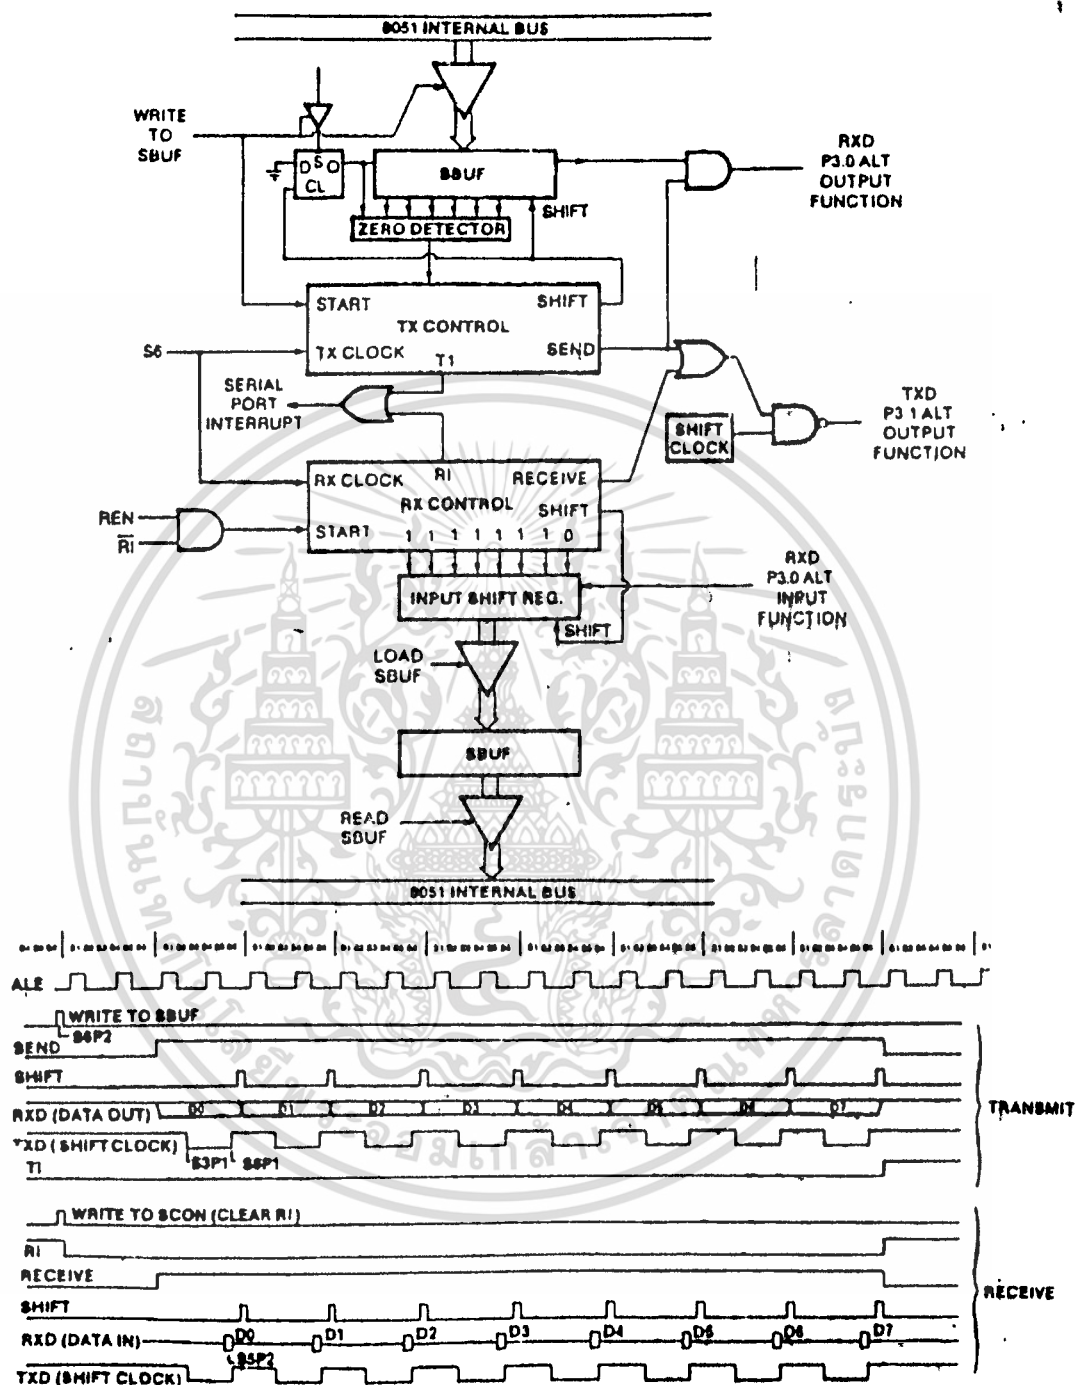 8051 INTERNAL BUS
WRITE
TO
SBUF
D S Q
CL
SBUF
SHIFT
ZERO DETECTOR
RXD
P3.0 ALT
OUTPUT
FUNCTION
START
SHIFT
TX CONTROL
S6
TX CLOCK
T1
SEND
SERIAL
PORT
INTERRUPT
SHIFT
CLOCK
TXD
P3 1 ALT
OUTPUT
FUNCTION
RX CLOCK
RI
RECEIVE
RX CONTROL
SHIFT
REN
RI
START
1 1 1 1 1 1 1 0
RXD
P3.0 ALT
INPUT
FUNCTION
INPUT SHIFT REG.
SHIFT
LOAD
SBUF
SBUF
READ
SBUF
8051 INTERNAL BUS
ALE
WRITE TO SBUF
S6P2
SEND
SHIFT
RXD (DATA OUT) D0 D1 D2 D3 D4 D5 D6 D7
TRANSMIT
TXD (SHIFT CLOCK)
S3P1 S6P1
TI
WRITE TO SCON (CLEAR RI)
RI
RECEIVE
RECEIVE
SHIFT
RXD (DATA IN) D0 D1 D2 D3 D4 D5 D6 D7
S5P2
TXD (SHIFT CLOCK)